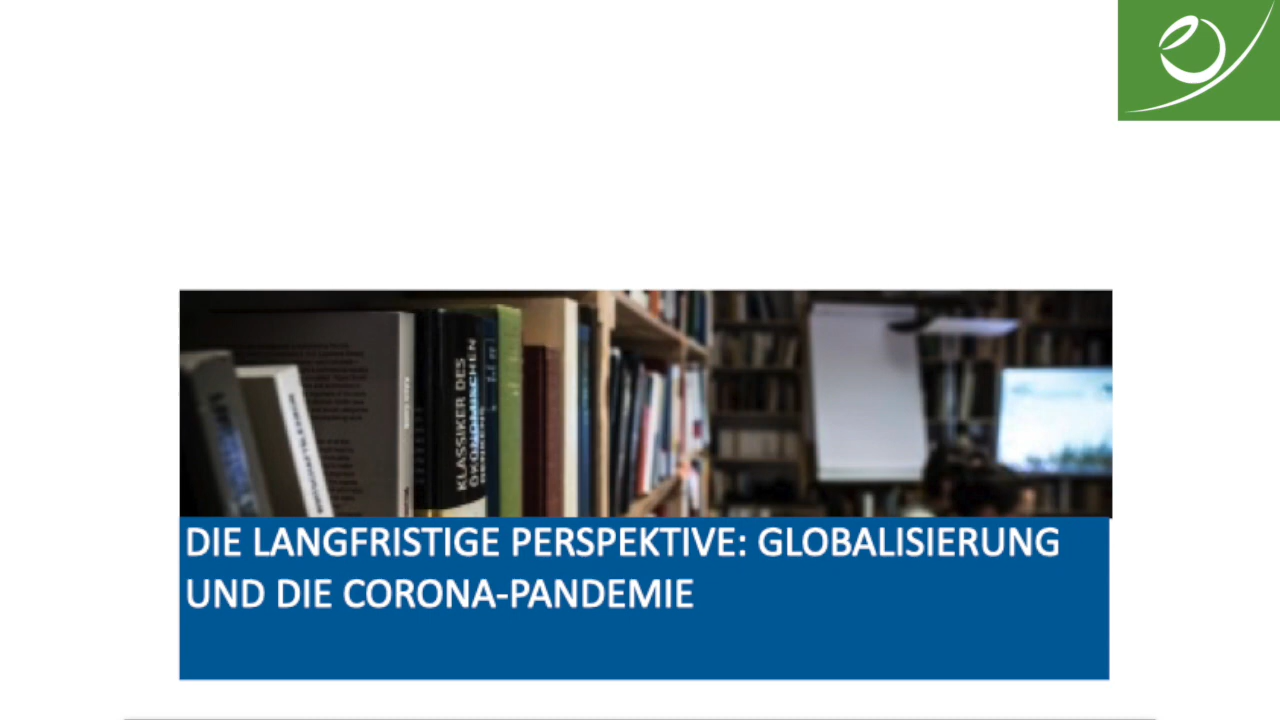 KLASSIKER DES
ÖKONOMISCHEN
DENKENS
DIE LANGFRISTIGE PERSPEKTIVE: GLOBALISIERUNG
UND DIE CORONA-PANDEMIE